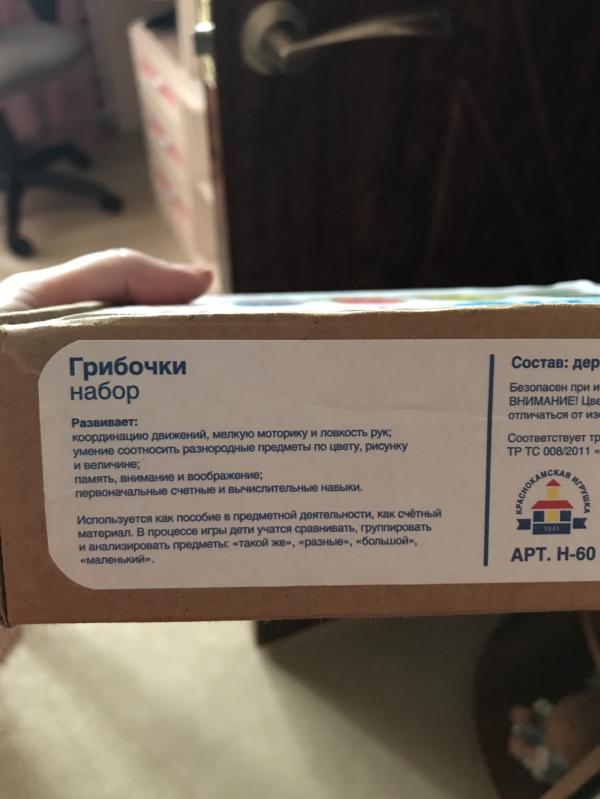 Грибочки
набор
Развивает:
координацию движений, мелкую моторику и ловкость рук;
умение соотносить разнородные предметы по цвету, рисунку
и величине;
память, внимание и воображение;
первоначальные счетные и вычислительные навыки.
Используется как пособие в предметной деятельности, как счётный
материал. В процессе игры дети учатся сравнивать, группировать
и анализировать предметы: «такой же», «разные», «большой»,
«маленький».
Состав: дер
Безопасен при и
ВНИМАНИЕ! Цве
отличаться от изо
Соответствует тр
ТР ТС 008/2011 «
КРАСНОКАМСКАЯ ИГРУШКА
1941
АРТ. Н-60